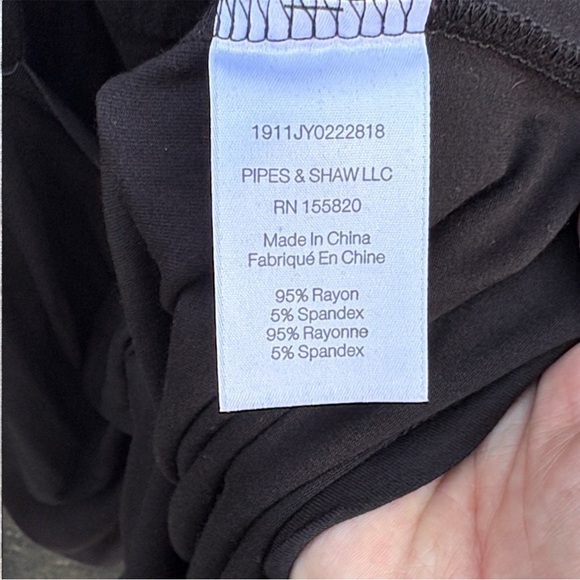 1911JY0222818
PIPES & SHAW LLC
RN 155820
Made In China
Fabriqué En Chine
95% Rayon
5% Spandex
95% Rayonne
5% Spandex